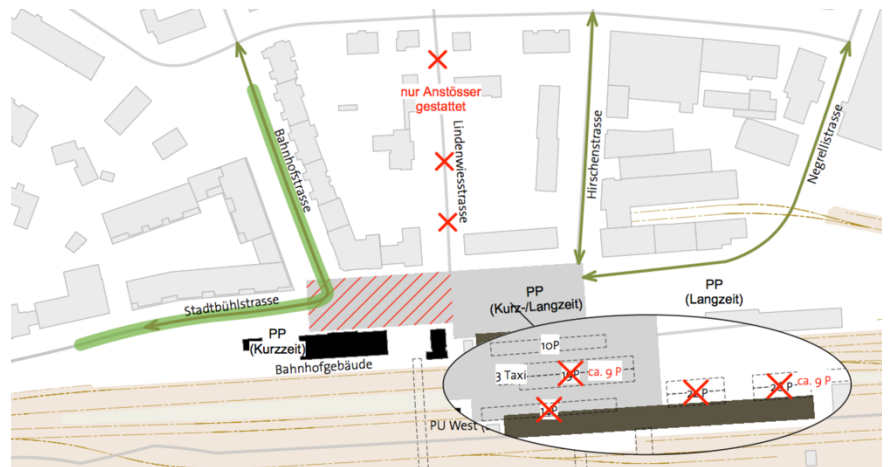 nur Anstösser
gestattet
Bahnhofstrasse
Lindenwiesstrasse
Hirschenstrasse
Negrellistrasse
Stadtbühlstrasse
PP
(Kurzzeit)
Bahnhofgebäude
PP
(Kurz-/Langzeit)
PP
(Langzeit)
10P
3 Taxi
ca. 9 P
ca. 9 P
PU West